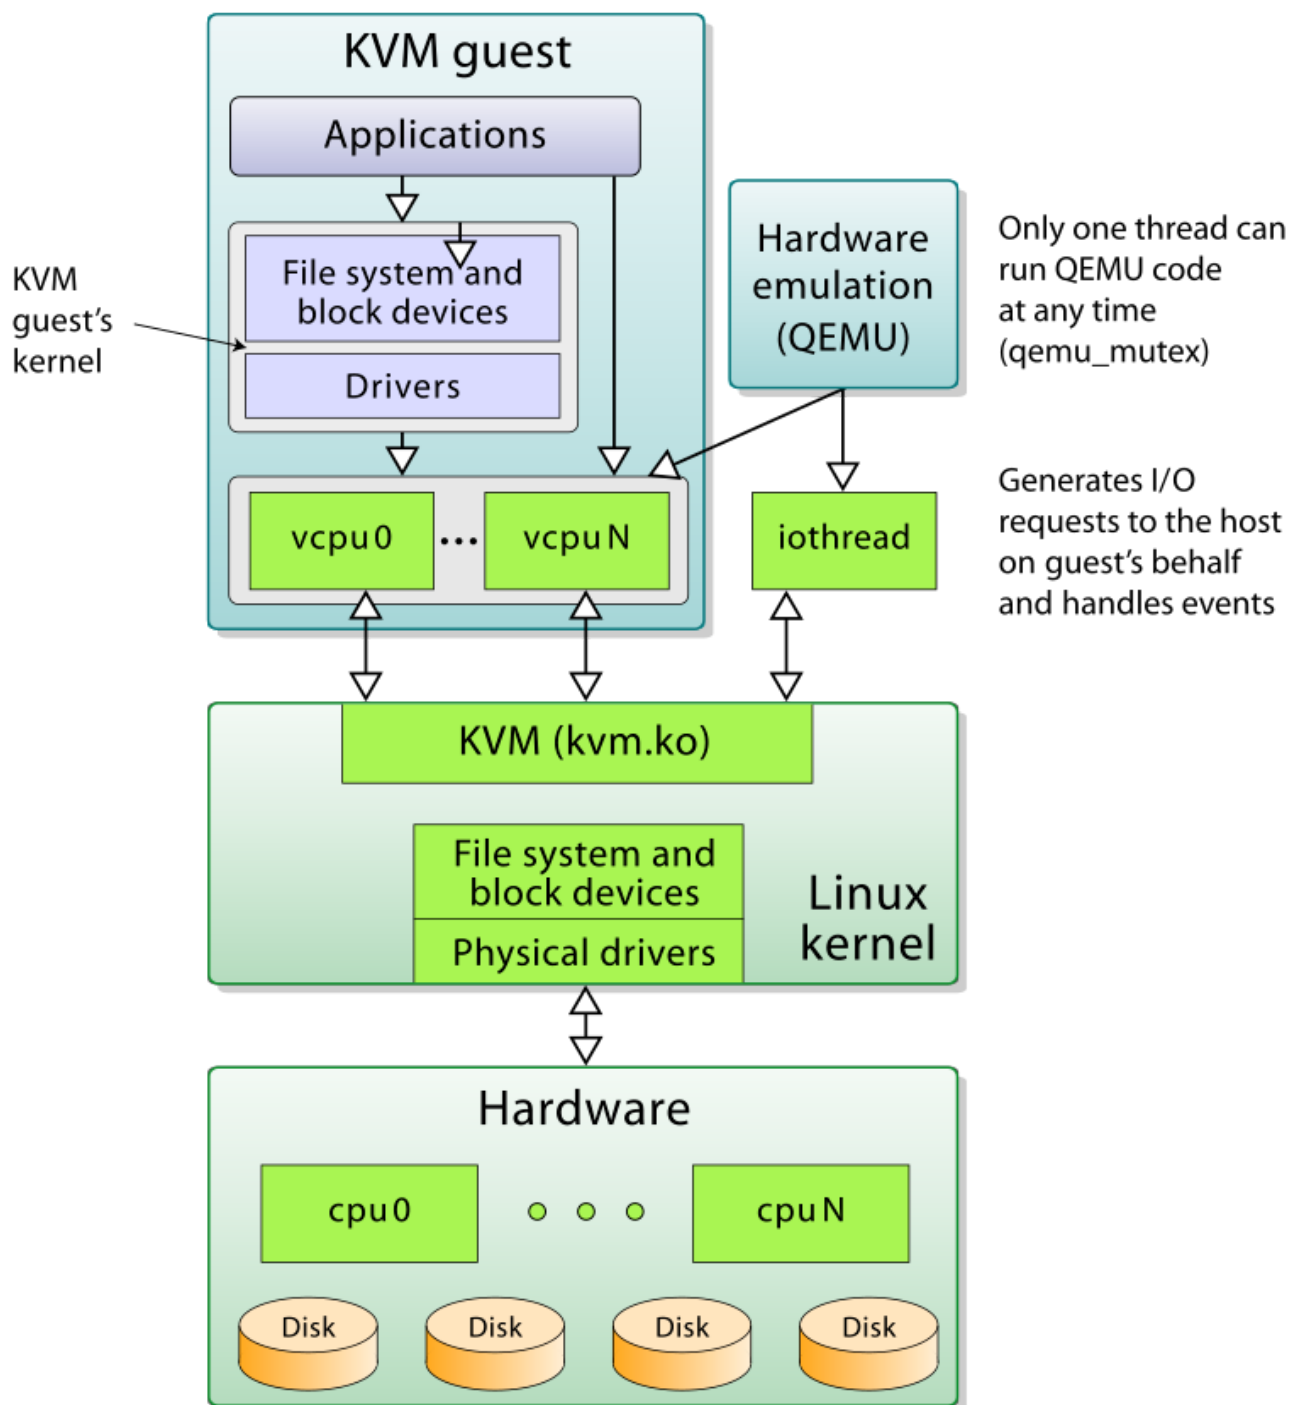 KVM guest
Applications
File system and
block devices
Drivers
KVM
guest's
kernel
vcpu 0
...
vcpu N
Hardware
emulation
(QEMU)
Only one thread can
run QEMU code
at any time
(qemu_mutex)
iothread
Generates I/O
requests to the host
on guest's behalf
and handles events
KVM (kvm.ko)
File system and
block devices
Physical drivers
Linux
kernel
Hardware
cpu 0
cpu N
Disk
Disk
Disk
Disk